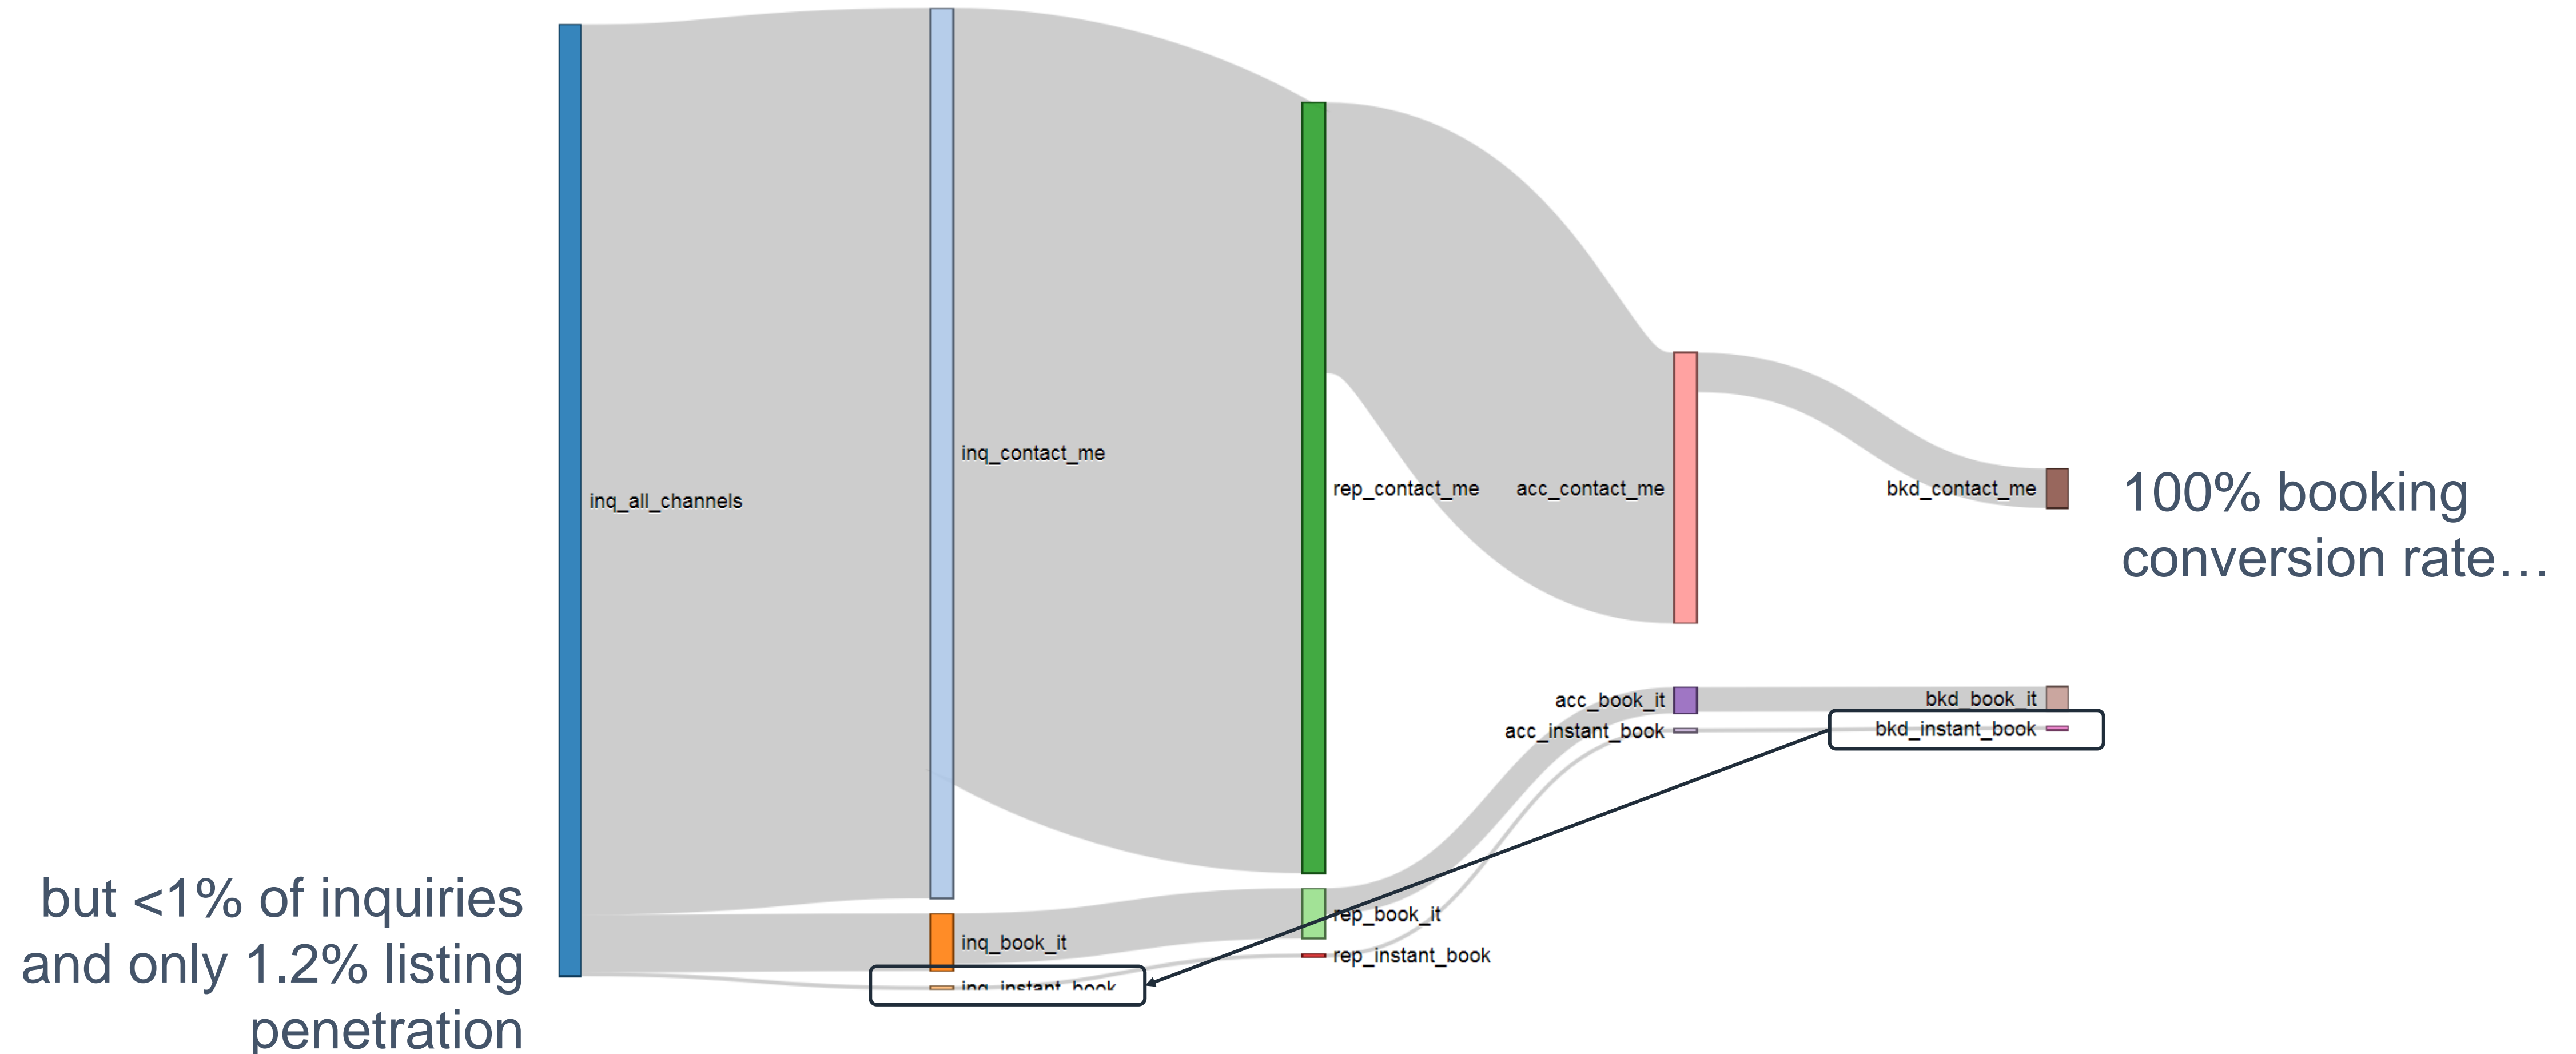 inq_contact_me
inq_all_channels
rep_contact_me
acc_contact_me
bkd_contact_me
100% booking
conversion rate…
acc_book_it
bkd_book_it
acc_instant_book
bkd_instant_book
but <1% of inquiries
and only 1.2% listing
penetration
inq_book_it
rep_book_it
rep_instant_book
inq_instant_book